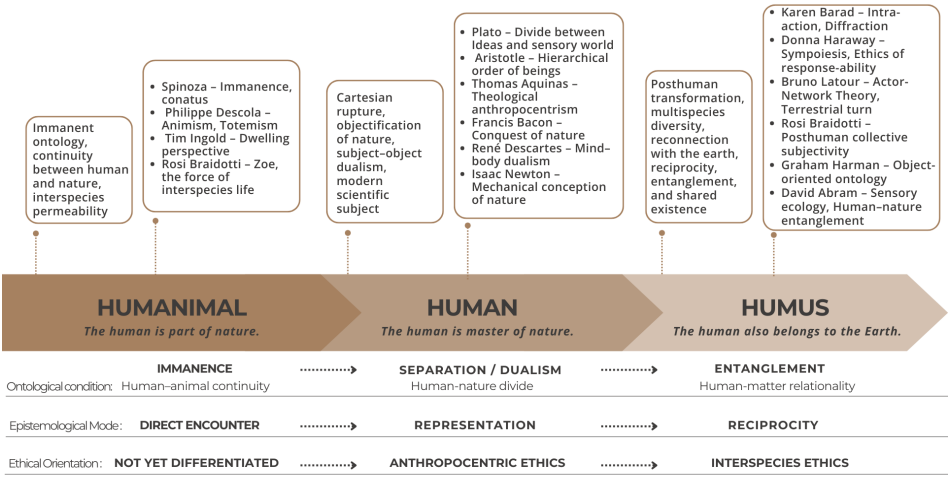 Immanent
ontology,
continuity
between human
and nature,
interspecies
permeability
• Spinoza – Immanence,
conatus
• Philippe Descola –
Animism, Totemism
• Tim Ingold – Dwelling
perspective
• Rosi Braidotti – Zoe,
the force of
interspecies life
Cartesian
rupture,
objectification
of nature,
subject–object
dualism,
modern
scientific
subject
• Plato – Divide between
Ideas and sensory world
• Aristotle – Hierarchical
order of beings
• Thomas Aquinas –
Theological
anthropocentrism
• Francis Bacon –
Conquest of nature
• René Descartes – Mind–
body dualism
• Isaac Newton –
Mechanical conception
of nature
Posthuman
transformation,
multispecies
diversity,
reconnection
with the earth,
reciprocity,
entanglement,
and shared
existence
• Karen Barad – Intra-
action, Diffraction
• Donna Haraway –
Sympoiesis, Ethics of
response-ability
• Bruno Latour – Actor-
Network Theory,
Terrestrial turn
• Rosi Braidotti –
Posthuman collective
subjectivity
• Graham Harman – Object-
oriented ontology
• David Abram – Sensory
ecology, Human–nature
entanglement
HUMANIMAL
The human is part of nature.
HUMAN
The human is master of nature.
HUMUS
The human also belongs to the Earth.
IMMANENCE SEPARATION / DUALISM ENTANGLEMENT
Ontological condition: Human–animal continuity Human-nature divide Human-matter relationality
Epistemological Mode: DIRECT ENCOUNTER REPRESENTATION RECIPROCITY
Ethical Orientation: NOT YET DIFFERENTIATED ANTHROPOCENTRIC ETHICS INTERSPECIES ETHICS